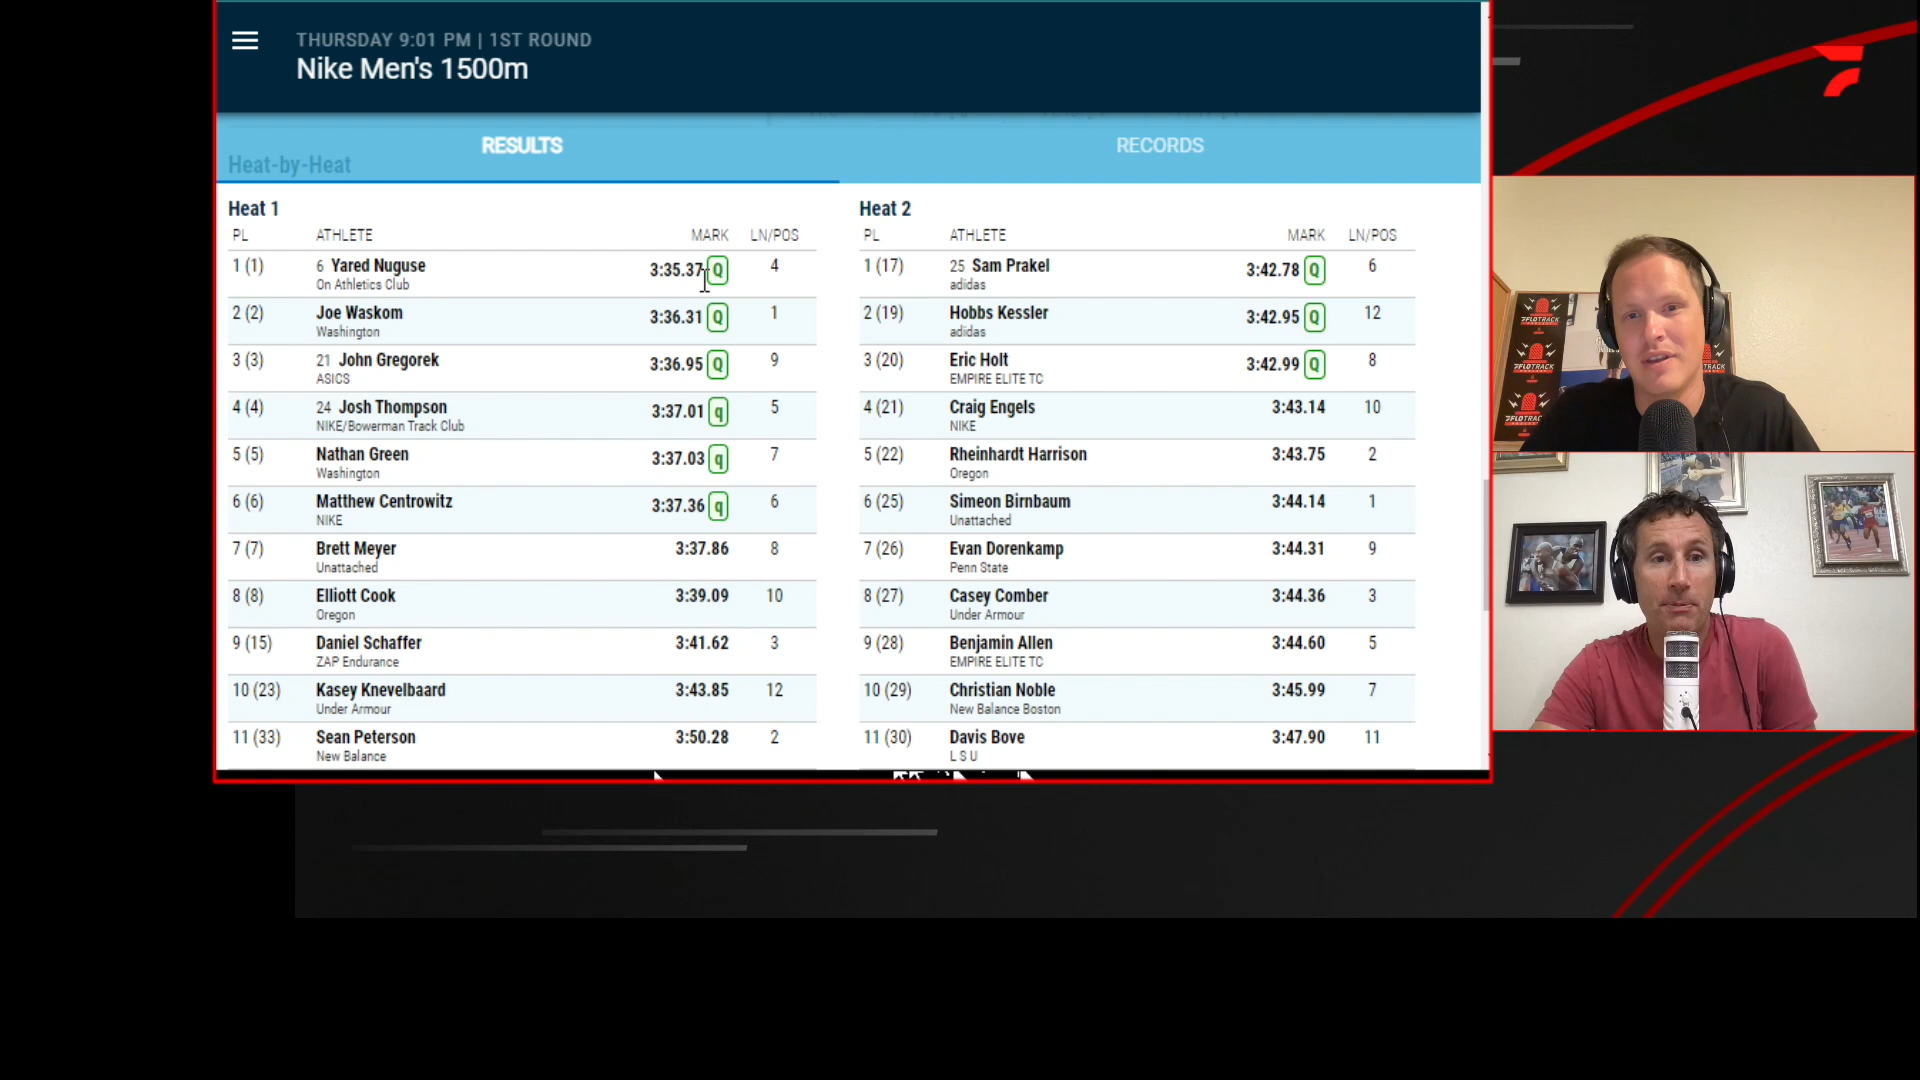 THURSDAY 9:01 PM | 1ST ROUND
Nike Men's 1500m
RESULTS
RECORDS
Heat-by-Heat
Heat 1
PL ATHLETE MARK LN/POS
1 (1) 6 Yared Nuguse 3:35.37 Q 4
On Athletics Club
2 (2) Joe Waskom 3:36.31 Q 1
Washington
3 (3) 21 John Gregorek 3:36.95 Q 9
ASICS
4 (4) 24 Josh Thompson 3:37.01 q 5
NIKE/Bowerman Track Club
5 (5) Nathan Green 3:37.03 q 7
Washington
6 (6) Matthew Centrowitz 3:37.36 q 6
NIKE
7 (7) Brett Meyer 3:37.86 8
Unattached
8 (8) Elliott Cook 3:39.09 10
Oregon
9 (15) Daniel Schaffer 3:41.62 3
ZAP Endurance
10 (23) Kasey Knevelbaard 3:43.85 12
Under Armour
11 (33) Sean Peterson 3:50.28 2
New Balance
Heat 2
PL ATHLETE MARK LN/POS
1 (17) 25 Sam Prakel 3:42.78 Q 6
adidas
2 (19) Hobbs Kessler 3:42.95 Q 12
adidas
3 (20) Eric Holt 3:42.99 Q 8
EMPIRE ELITE TC
4 (21) Craig Engels 3:43.14 10
NIKE
5 (22) Rheinhardt Harrison 3:43.75 2
Oregon
6 (25) Simeon Birnbaum 3:44.14 1
Unattached
7 (26) Evan Dorenkamp 3:44.31 9
Penn State
8 (27) Casey Comber 3:44.36 3
Under Armour
9 (28) Benjamin Allen 3:44.60 5
EMPIRE ELITE TC
10 (29) Christian Noble 3:45.99 7
New Balance Boston
11 (30) Davis Bove 3:47.90 11
L S U
FLOTRACK
FLOTRACK
FLOTRACK